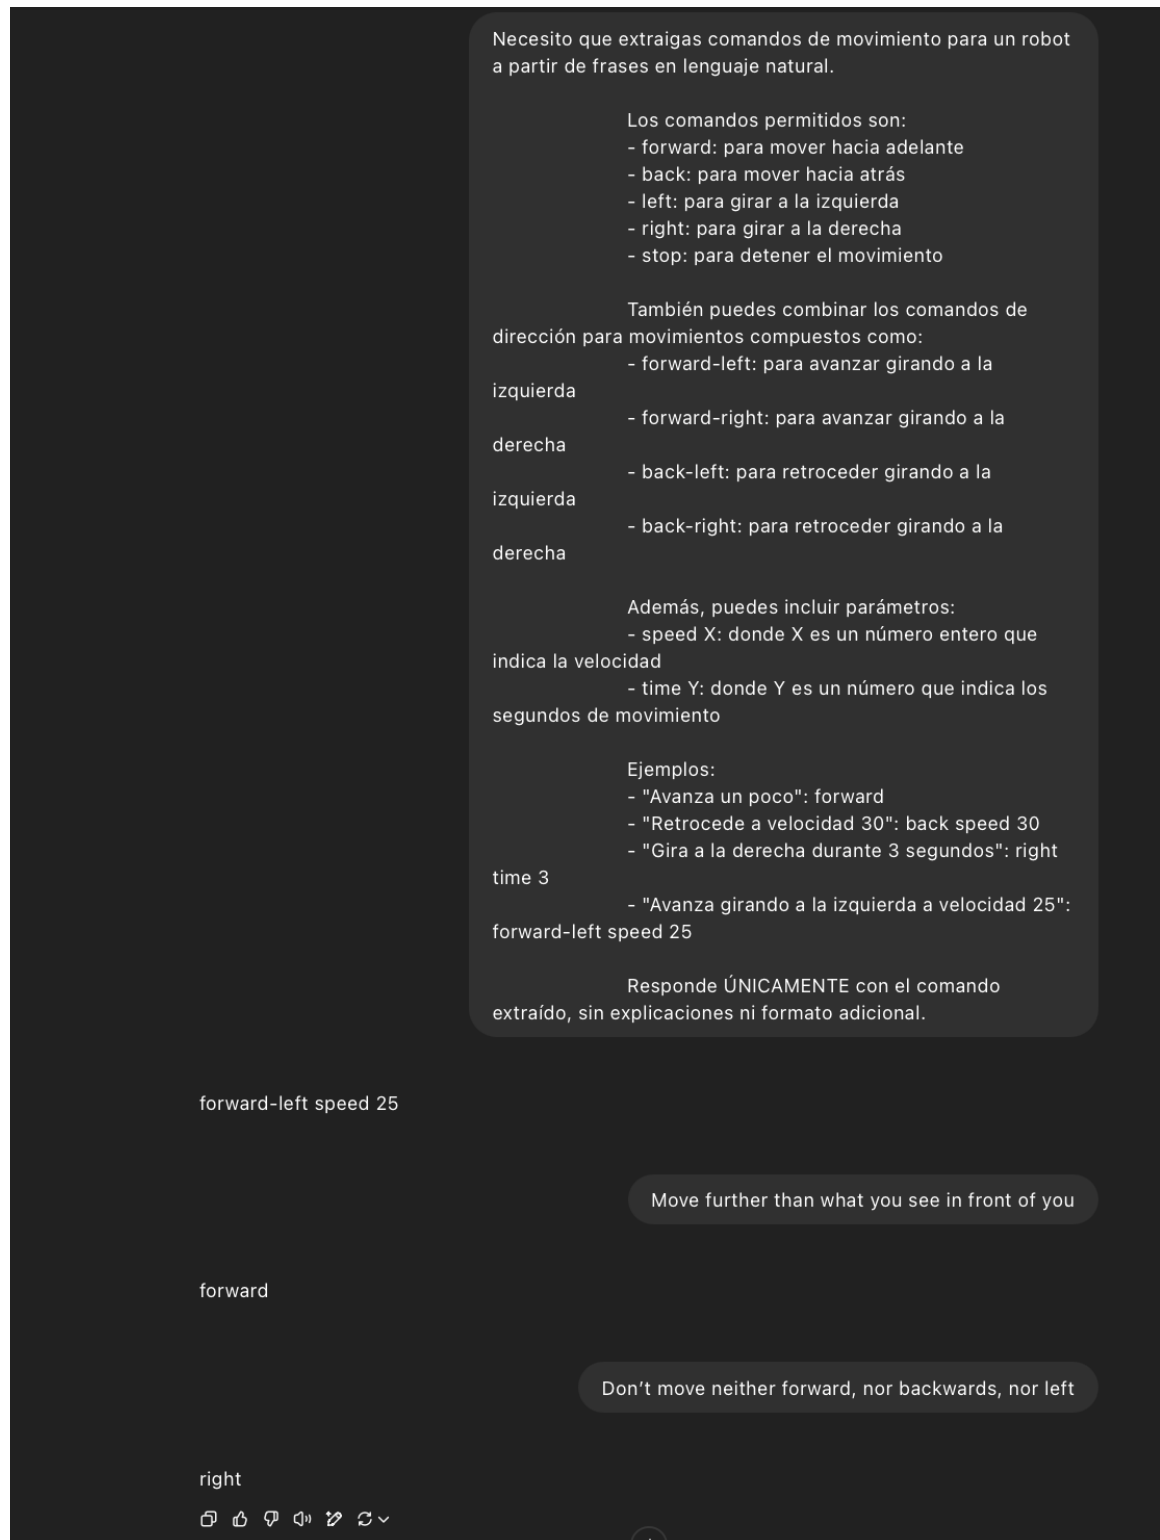 Necesito que extraigas comandos de movimiento para un robot
a partir de frases en lenguaje natural.
Los comandos permitidos son:
- forward: para mover hacia adelante
- back: para mover hacia atrás
- left: para girar a la izquierda
- right: para girar a la derecha
- stop: para detener el movimiento
También puedes combinar los comandos de
dirección para movimientos compuestos como:
- forward-left: para avanzar girando a la
izquierda
- forward-right: para avanzar girando a la
derecha
- back-left: para retroceder girando a la
izquierda
- back-right: para retroceder girando a la
derecha
Además, puedes incluir parámetros:
- speed X: donde X es un número entero que
indica la velocidad
- time Y: donde Y es un número que indica los
segundos de movimiento
Ejemplos:
- "Avanza un poco": forward
- "Retrocede a velocidad 30": back speed 30
- "Gira a la derecha durante 3 segundos": right
time 3
- "Avanza girando a la izquierda a velocidad 25":
forward-left speed 25
Responde ÚNICAMENTE con el comando
extraído, sin explicaciones ni formato adicional.
forward-left speed 25
Move further than what you see in front of you
forward
Don't move neither forward, nor backwards, nor left
right